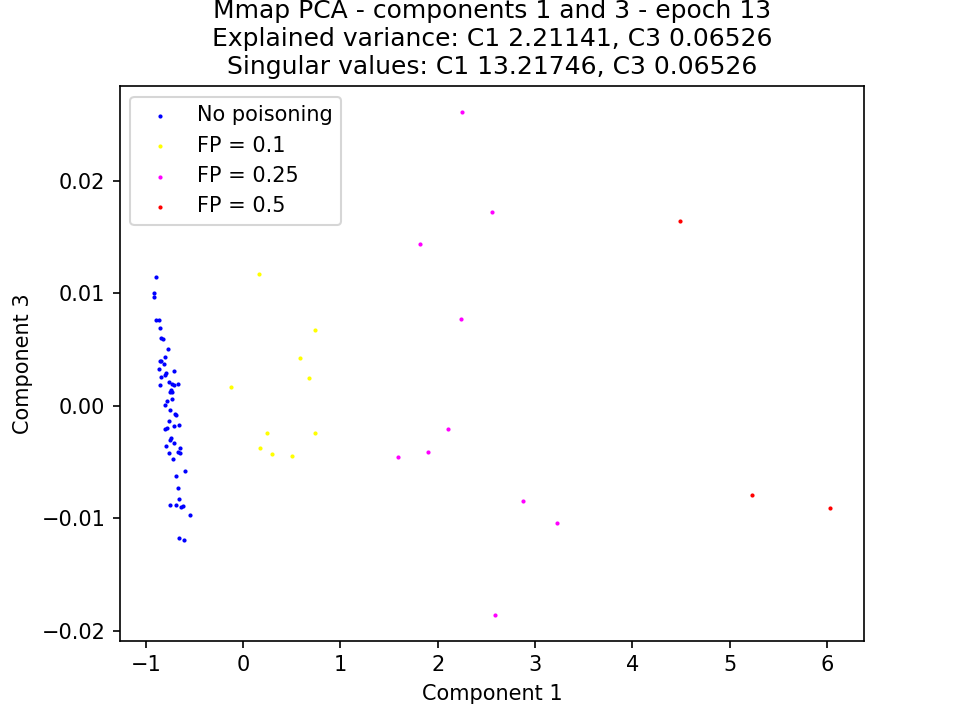 Mmap PCA - components 1 and 3 - epoch 13
Explained variance: C1 2.21141, C3 0.06526
Singular values: C1 13.21746, C3 0.06526
No poisoning
FP = 0.1
FP = 0.25
FP = 0.5
0.02
0.01
0.00
−0.01
−0.02
Component 3
−1 0 1 2 3 4 5 6
Component 1